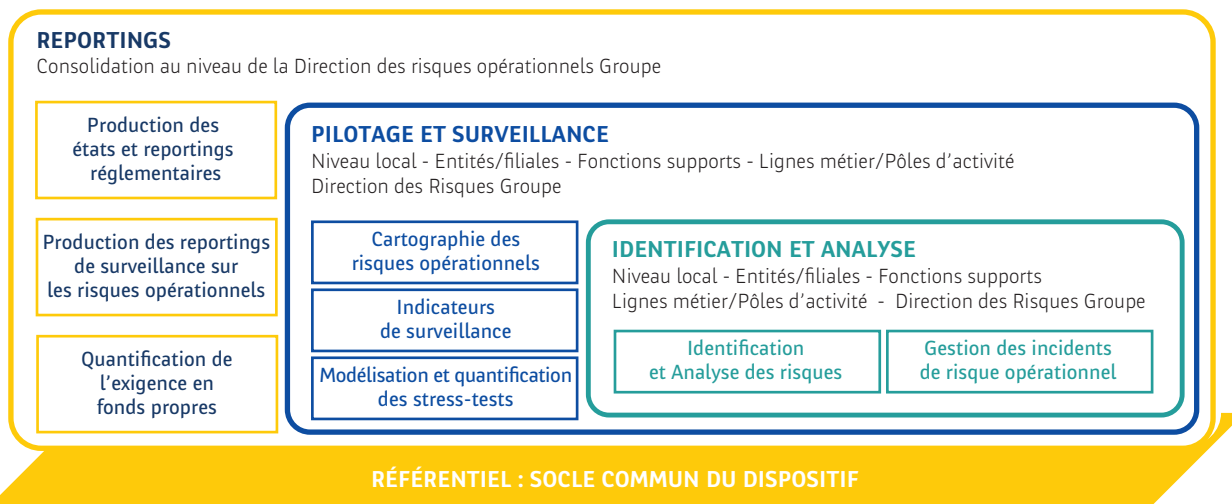 REPORTINGS
Consolidation au niveau de la Direction des risques opérationnels Groupe
Production des
états et reportings
réglementaires
Production des reportings
de surveillance sur
les risques opérationnels
Quantification de
l'exigence en
fonds propres
PILOTAGE ET SURVEILLANCE
Niveau local - Entités/filiales - Fonctions supports - Lignes métier/Pôles d'activité
Direction des Risques Groupe
Cartographie des
risques opérationnels
Indicateurs
de surveillance
Modélisation et quantification
des stress-tests
IDENTIFICATION ET ANALYSE
Niveau local - Entités/filiales - Fonctions supports
Lignes métier/Pôles d'activité - Direction des Risques Groupe
Identification
et Analyse des risques
Gestion des incidents
de risque opérationnel
RÉFÉRENTIEL : SOCLE COMMUN DU DISPOSITIF